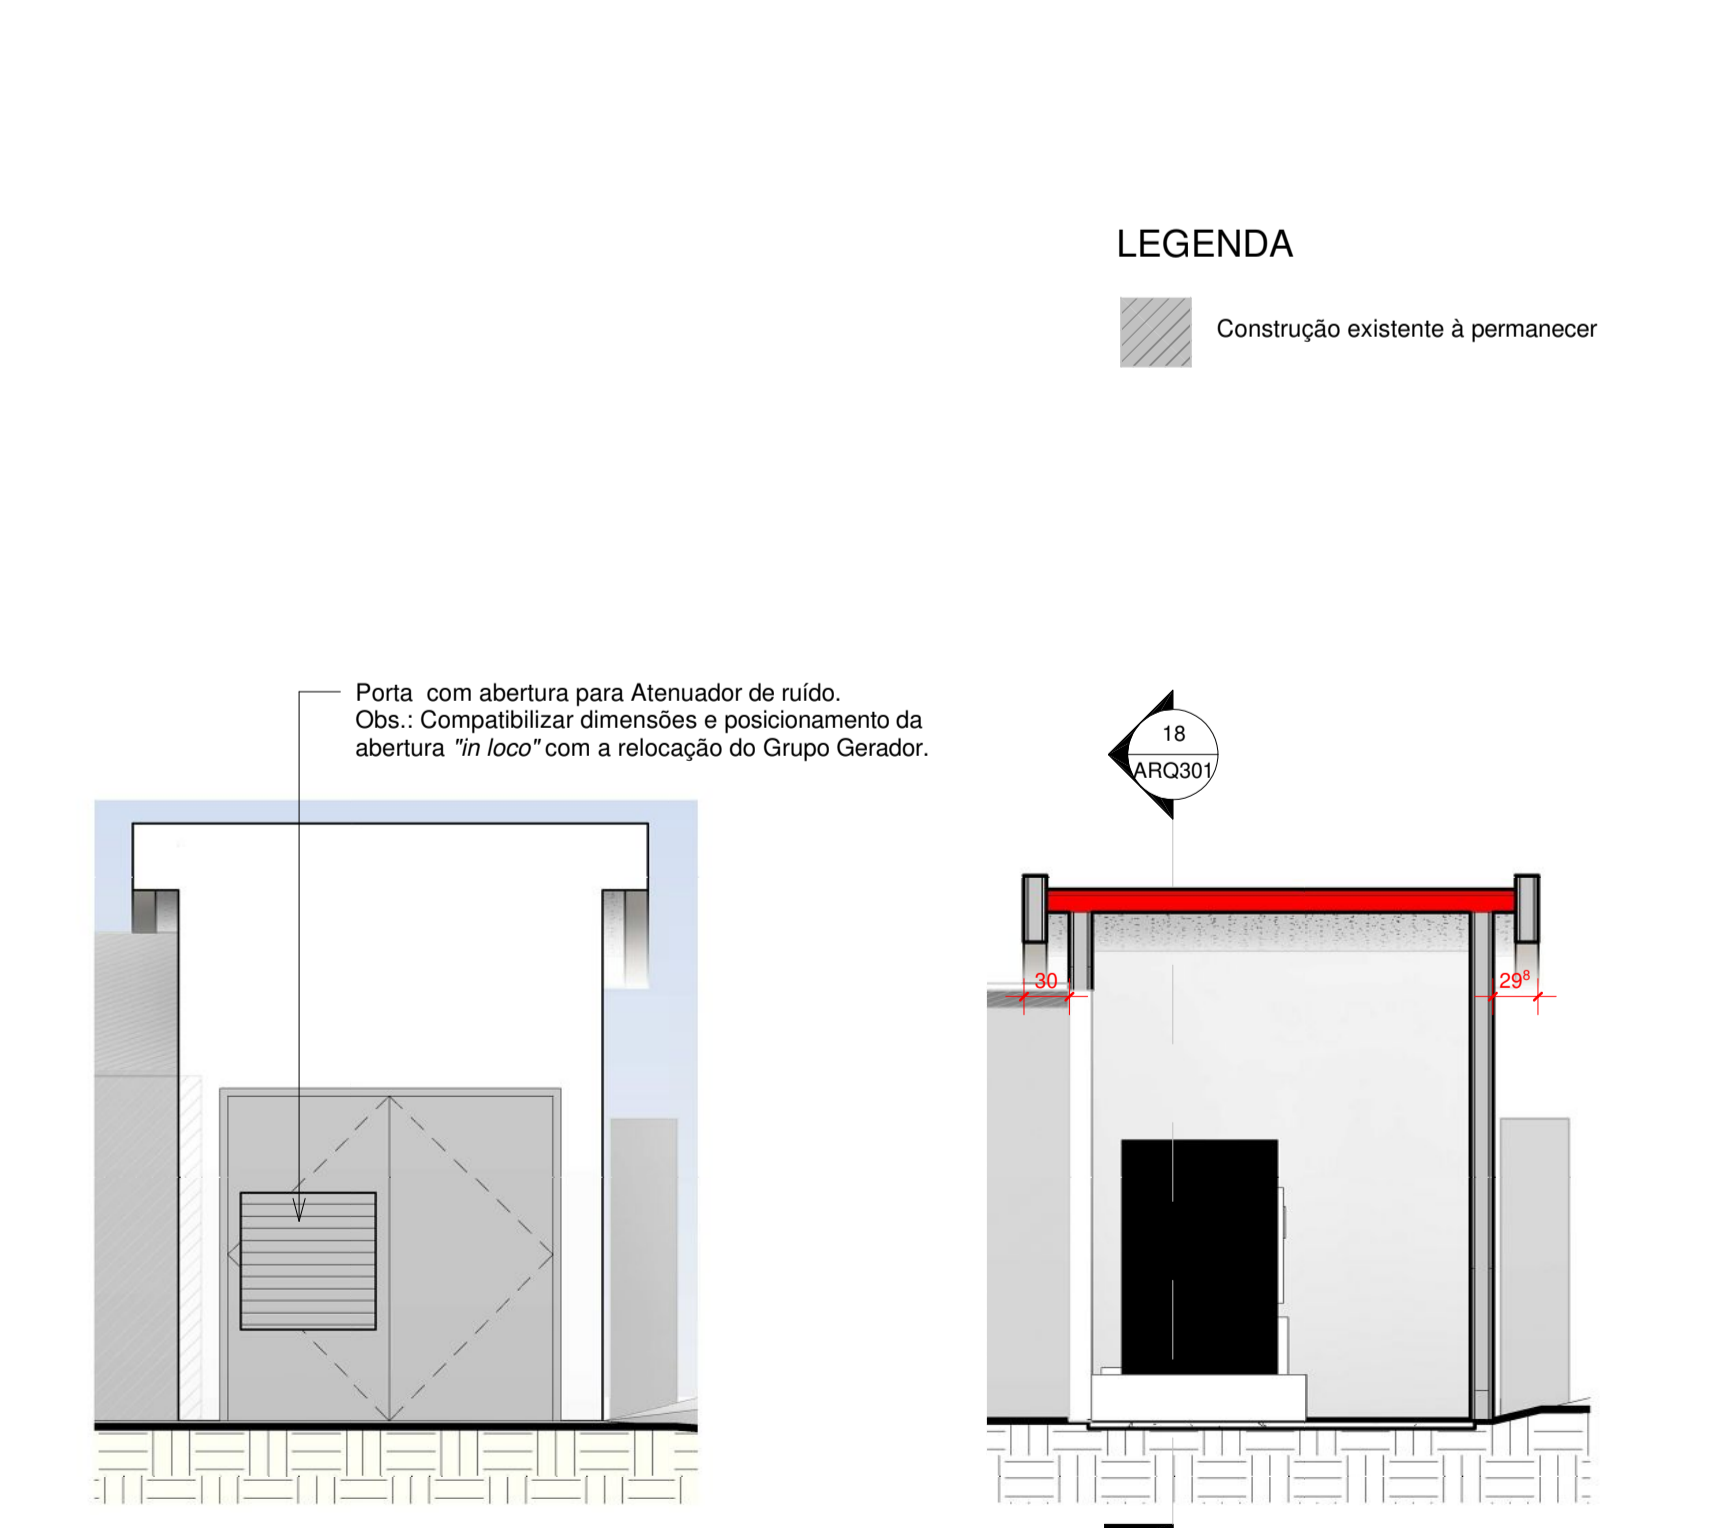 LEGENDA
Construção existente à permanecer
Porta com abertura para Atenuador de ruído.
Obs.: Compatibilizar dimensões e posicionamento da
abertura "in loco" com a relocação do Grupo Gerador.
18
ARQ301
30
29⁸